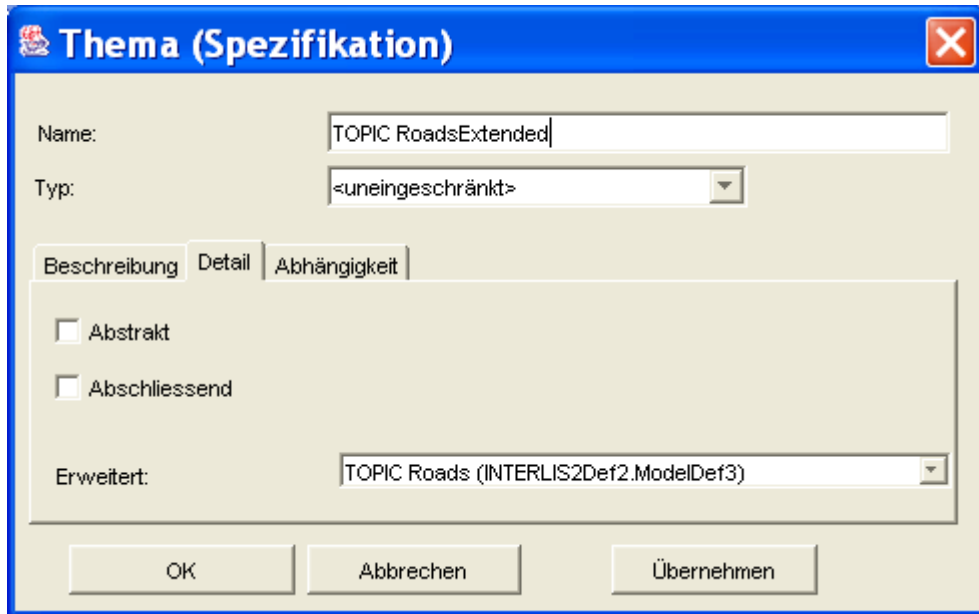 Thema (Spezifikation)
Name: TOPIC RoadsExtended
Typ: <uneingeschränkt>
Beschreibung Detail Abhängigkeit
Abstrakt
Abschliessend
Erweitert: TOPIC Roads (INTERLIS2Def2.ModelDef3)
OK Abbrechen Übernehmen